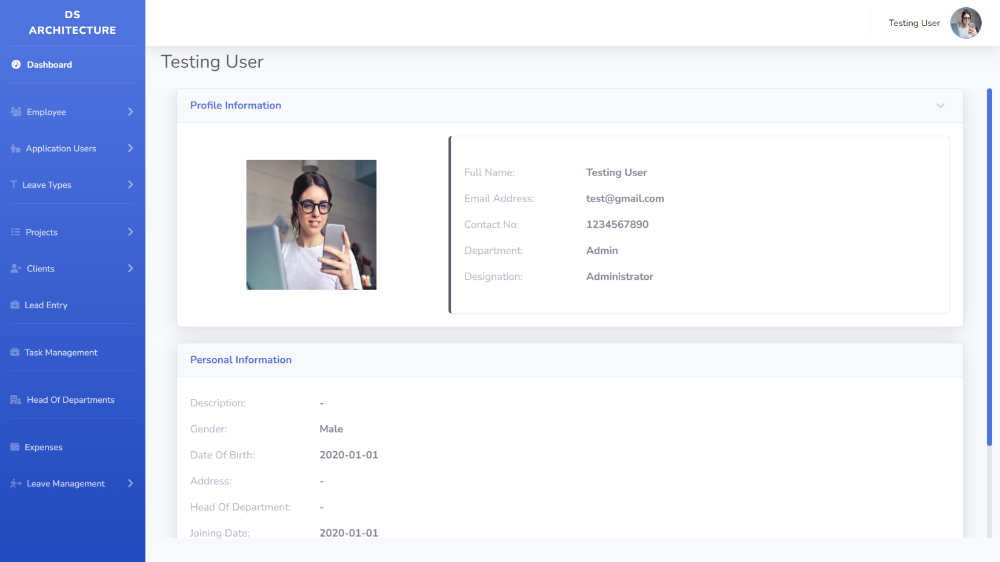 DS
ARCHITECTURE
Testing User
Dashboard
Testing User
Employee
Profile Information
Application Users
Full Name: Testing User
Leave Types
Email Address: test@gmail.com
Contact No: 1234567890
Projects
Department: Admin
Clients
Designation: Administrator
Lead Entry
Task Management
Personal Information
Head Of Departments
Description: -
Gender: Male
Expenses
Date Of Birth: 2020-01-01
Leave Management
Address: -
Head Of Department: -
Joining Date: 2020-01-01